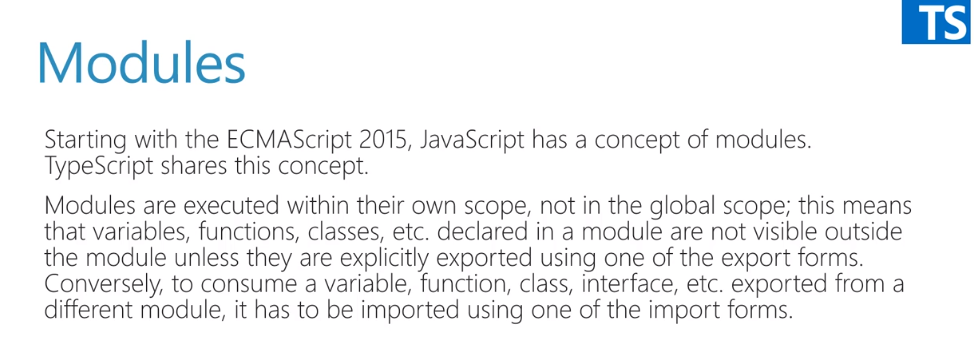 TS
Modules
Starting with the ECMAScript 2015, JavaScript has a concept of modules.
TypeScript shares this concept.
Modules are executed within their own scope, not in the global scope; this means
that variables, functions, classes, etc. declared in a module are not visible outside
the module unless they are explicitly exported using one of the export forms.
Conversely, to consume a variable, function, class, interface, etc. exported from a
different module, it has to be imported using one of the import forms.